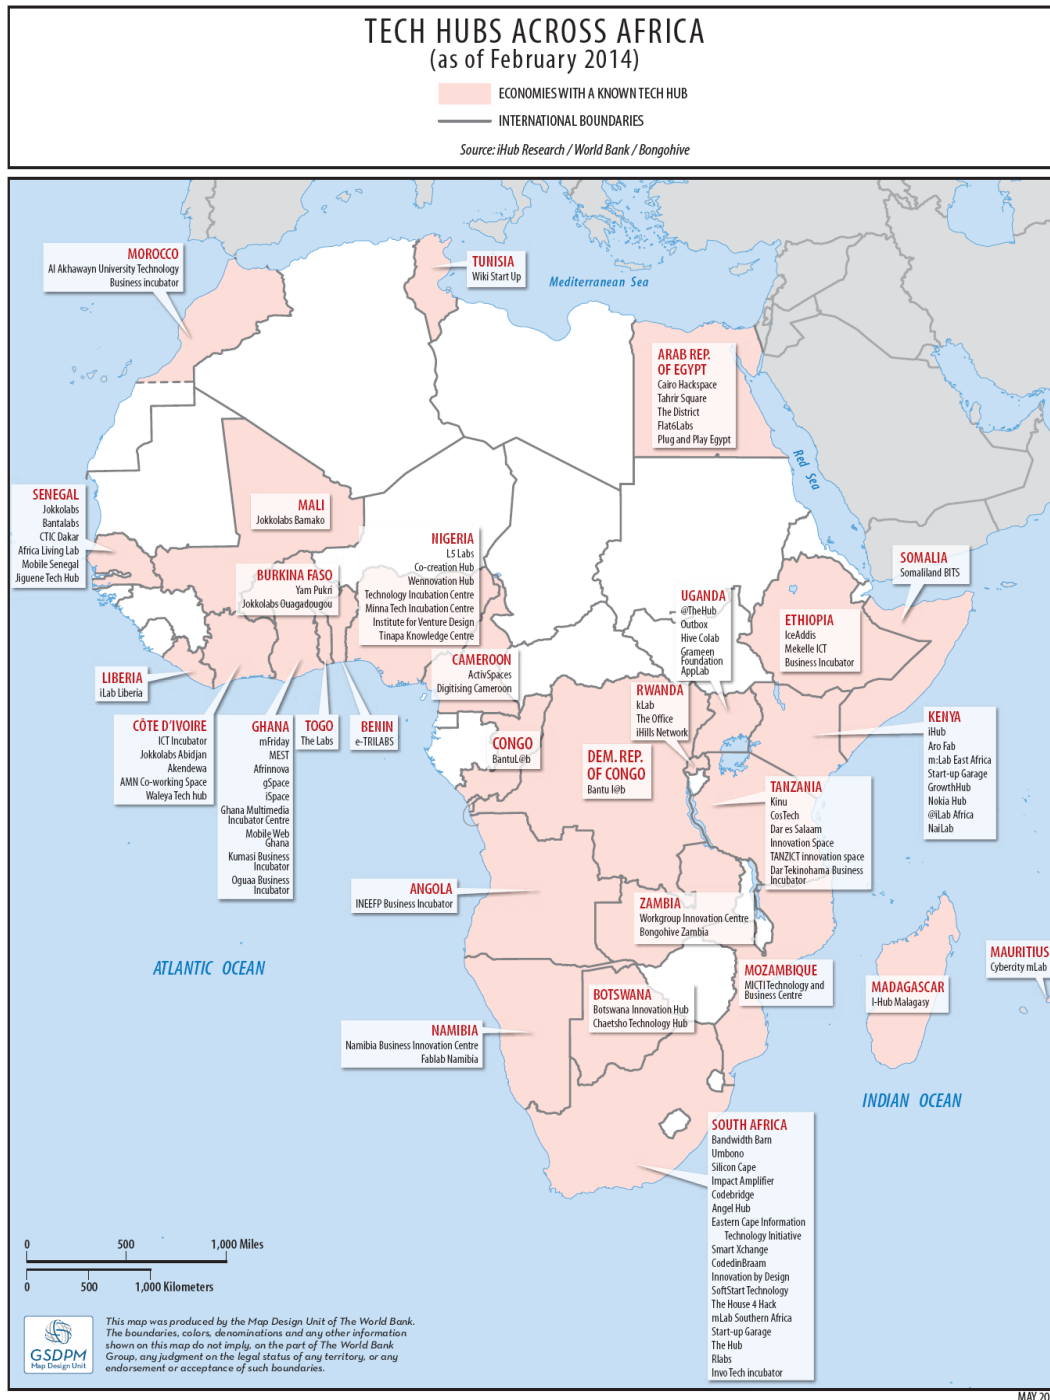 TECH HUBS ACROSS AFRICA
(as of February 2014)
ECONOMIES WITH A KNOWN TECH HUB
INTERNATIONAL BOUNDARIES
Source: iHub Research / World Bank / Bongohive
MOROCCO
Al Akhawayn University Technology
Business incubator
TUNISIA
Wiki Start Up
Mediterranean Sea
ARAB REP.
OF EGYPT
Cairo Hackspace
Tahrir Square
The District
Flat6Labs
Plug and Play Egypt
Red Sea
SENEGAL
Jokkolabs
Bantalabs
CTIC Dakar
Africa Living Lab
Mobile Senegal
Jiguene Tech Hub
MALI
Jokkolabs Bamako
BURKINA FASO
Yam Pukri
Jokkolabs Ouagadougou
NIGERIA
L5 Labs
Co-creation Hub
Wennovation Hub
Technology Incubation Centre
Minna Tech Incubation Centre
Institute for Venture Design
Tinapa Knowledge Centre
SOMALIA
Somaliland BITS
UGANDA
@TheHub
Outbox
Hive Colab
Grameen
Foundation
AppLab
ETHIOPIA
IceAddis
Mekelle ICT
Business Incubator
CAMEROON
ActivSpaces
Digitising Cameroon
LIBERIA
iLab Liberia
RWANDA
kLab
The Office
iHills Network
CÔTE D'IVOIRE
ICT Incubator
Jokkolabs Abidjan
Akendewa
AMN Co-working Space
Waleya Tech hub
GHANA
mFriday
MEST
Afrinnova
gSpace
iSpace
Ghana Multimedia
Incubator Centre
Mobile Web
Ghana
Kumasi Business
Incubator
Oguaa Business
Incubator
TOGO
The Labs
BENIN
e-TRILABS
CONGO
BantuL@b
DEM. REP.
OF CONGO
Bantu l@b
KENYA
iHub
Aro Fab
m:Lab East Africa
Start-up Garage
GrowthHub
Nokia Hub
@iLab Africa
NaiLab
TANZANIA
Kinu
CosTech
Dar es Salaam
Innovation Space
TANZICT innovation space
Dar Tekinohama Business
Incubator
ANGOLA
INEEFP Business Incubator
ZAMBIA
Workgroup Innovation Centre
Bongohive Zambia
ATLANTIC OCEAN
MOZAMBIQUE
MICTI Technology and
Business Centre
MAURITIUS
Cybercity mLab
BOTSWANA
Botswana Innovation Hub
Chaetsho Technology Hub
MADAGASCAR
I-Hub Malagasy
NAMIBIA
Namibia Business Innovation Centre
Fablab Namibia
INDIAN OCEAN
SOUTH AFRICA
Bandwidth Barn
Umbono
Silicon Cape
Impact Amplifier
Codebridge
Angel Hub
Eastern Cape Information
Technology Initiative
Smart Xchange
CodedinBraam
Innovation by Design
SoftStart Technology
The House 4 Hack
mLab Southern Africa
Start-up Garage
The Hub
Rlabs
Invo Tech incubator
0 500 1,000 Miles
0 500 1,000 Kilometers
GSDPM
Map Design Unit
This map was produced by the Map Design Unit of The World Bank.
The boundaries, colors, denominations and any other information
shown on this map do not imply, on the part of The World Bank
Group, any judgment on the legal status of any territory, or any
endorsement or acceptance of such boundaries.
MAY 20